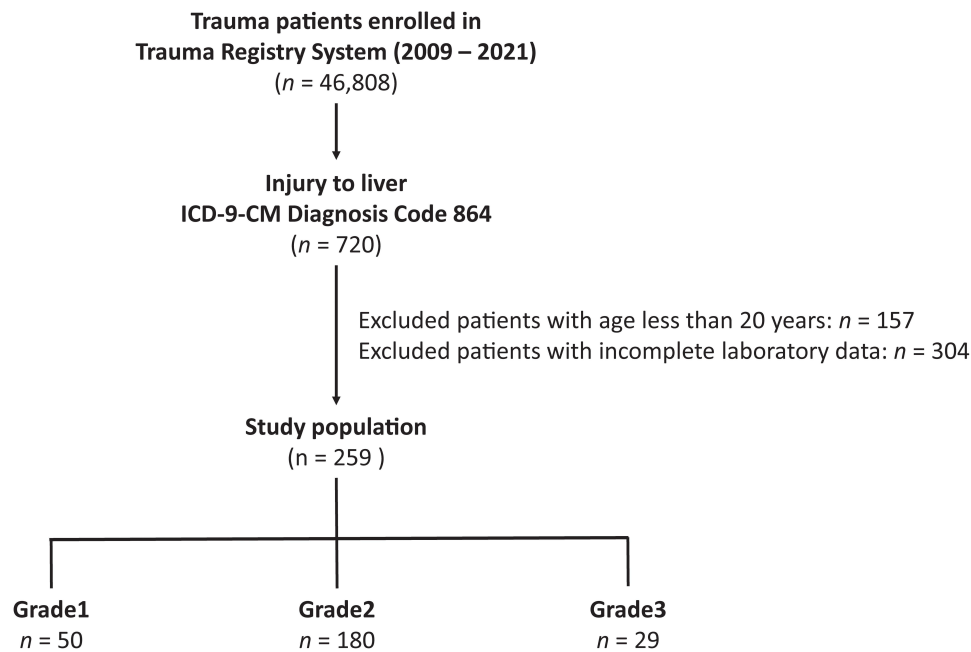 Trauma patients enrolled in
Trauma Registry System (2009 – 2021)
(n = 46,808)
Injury to liver
ICD-9-CM Diagnosis Code 864
(n = 720)
Excluded patients with age less than 20 years: n = 157
Excluded patients with incomplete laboratory data: n = 304
Study population
(n = 259 )
Grade1 Grade2 Grade3
n = 50 n = 180 n = 29